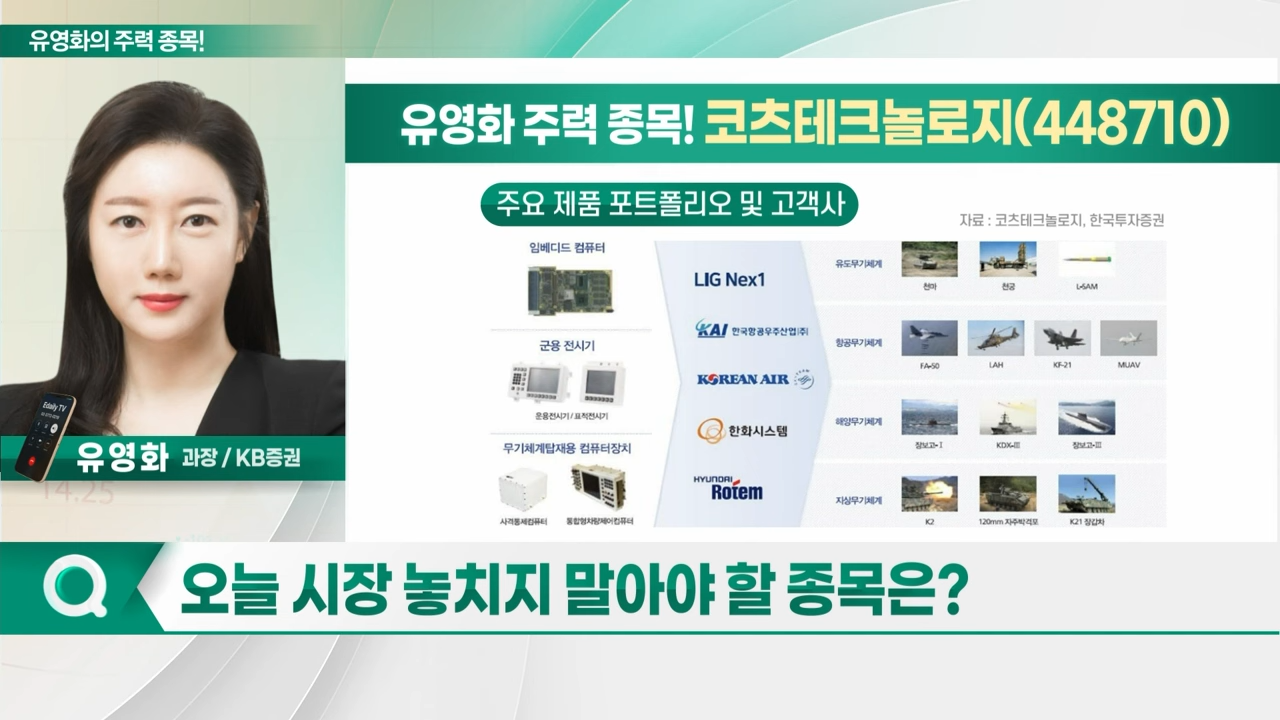 유영화의 주력 종목!
유영화 주력 종목! 코츠테크놀로지(448710)
주요 제품 포트폴리오 및 고객사
자료 : 코츠테크놀로지, 한국투자증권
임베디드 컴퓨터
군용 전시기
운용전시기 / 표적전시기
무기체계탑재용 컴퓨터장치
사격통제컴퓨터 통합형차량제어컴퓨터
LIG Nex1
KAI 한국항공우주산업(주)
KOREAN AIR
한화시스템
HYUNDAI
Rotem
유도무기체계
천마 천궁 L-SAM
항공무기체계
FA-50 LAH KF-21 MUAV
해양무기체계
장보고-I KDX-III 장보고-III
지상무기체계
K2 120mm 자주박격포 K21 장갑차
Edaily TV
유영화 과장 / KB증권
14.25
오늘 시장 놓치지 말아야 할 종목은?